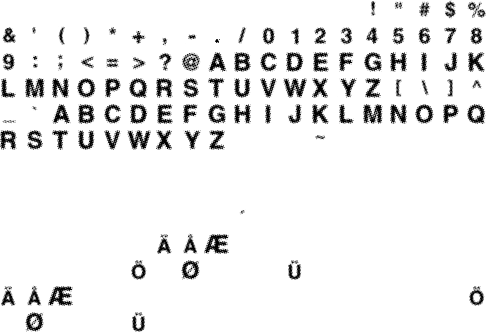 ! " # $ %
& ' ( ) * + , - . / 0 1 2 3 4 5 6 7 8
9 : ; < = > ? @ A B C D E F G H I J K
L M N O P Q R S T U V W X Y Z [ \ ] ^
_ ` A B C D E F G H I J K L M N O P Q
R S T U V W X Y Z ~
´
Ä Å Æ
Ö Ø Ü
Ä Å Æ Ö
Ø Ü